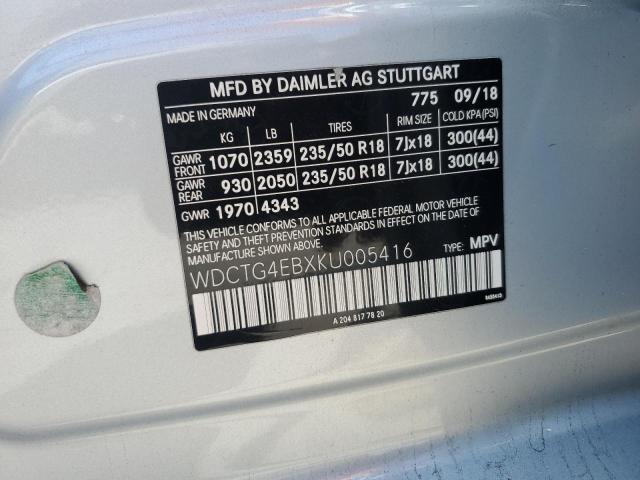 MFD BY DAIMLER AG STUTTGART
MADE IN GERMANY 775 09/18
KG LB TIRES RIM SIZE COLD KPA(PSI)
GAWR FRONT 1070 2359 235/50 R18 7Jx18 300(44)
GAWR REAR 930 2050 235/50 R18 7Jx18 300(44)
GVWR 1970 4343
THIS VEHICLE CONFORMS TO ALL APPLICABLE FEDERAL MOTOR VEHICLE
SAFETY, BUMPER, AND THEFT PREVENTION STANDARDS IN EFFECT
ON THE DATE OF MANUFACTURE SHOWN ABOVE.
WDCTG4EBXKU005416 TYPE: MPV
A 204 817 78 20